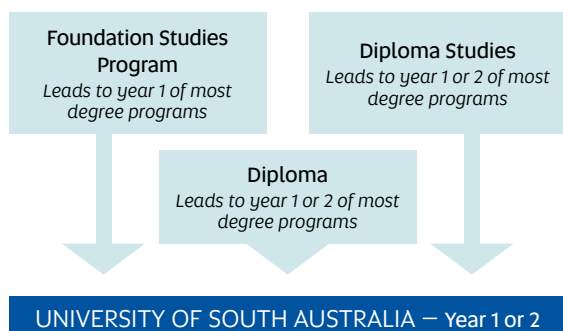 Foundation Studies
Program
Leads to year 1 of most
degree programs
Diploma Studies
Leads to year 1 or 2 of most
degree programs
Diploma
Leads to year 1 or 2 of most
degree programs
UNIVERSITY OF SOUTH AUSTRALIA – Year 1 or 2